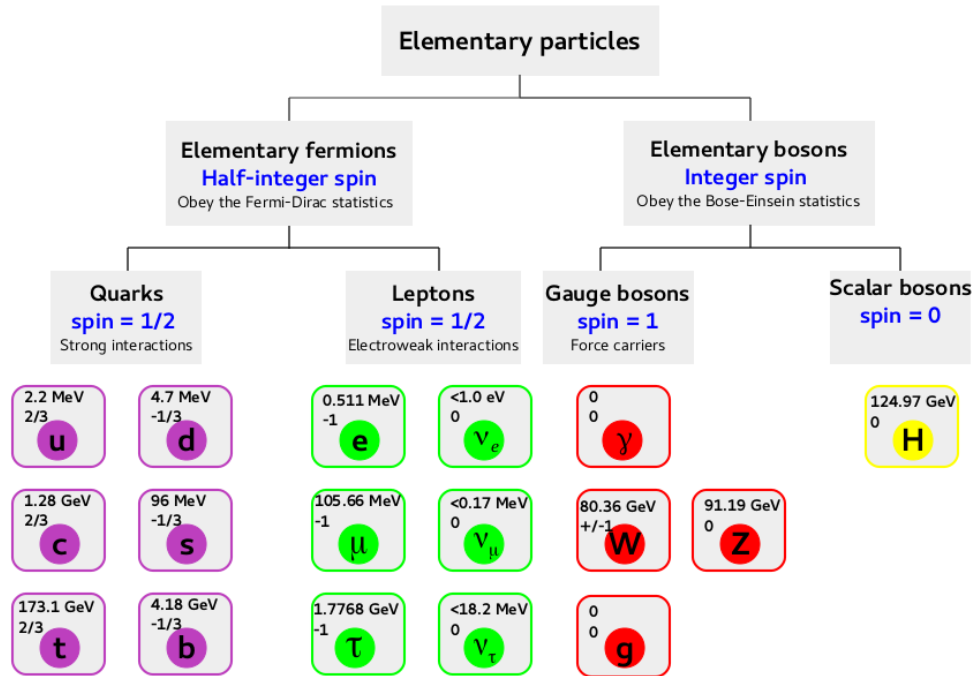 Elementary particles
Elementary fermions
Half-integer spin
Obey the Fermi-Dirac statistics
Elementary bosons
Integer spin
Obey the Bose-Einsein statistics
Quarks
spin = 1/2
Strong interactions
Leptons
spin = 1/2
Electroweak interactions
Gauge bosons
spin = 1
Force carriers
Scalar bosons
spin = 0
2.2 MeV
2/3
u
4.7 MeV
-1/3
d
0.511 MeV
-1
e
<1.0 eV
0
νe
0
0
γ
124.97 GeV
0
H
1.28 GeV
2/3
c
96 MeV
-1/3
s
105.66 MeV
-1
μ
<0.17 MeV
0
νμ
80.36 GeV
+/-1
W
91.19 GeV
0
Z
173.1 GeV
2/3
t
4.18 GeV
-1/3
b
1.7768 GeV
-1
τ
<18.2 MeV
0
ντ
0
0
g